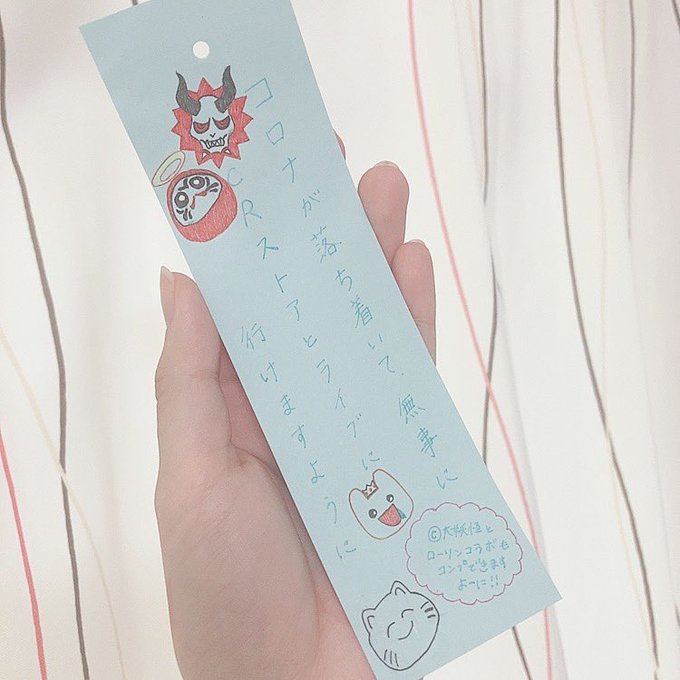 コロナが落ち着いて、無事に
CRストアとライブに
行けますように
©大妖怪と
ローソンコラボも
コンプできます
よーに!!